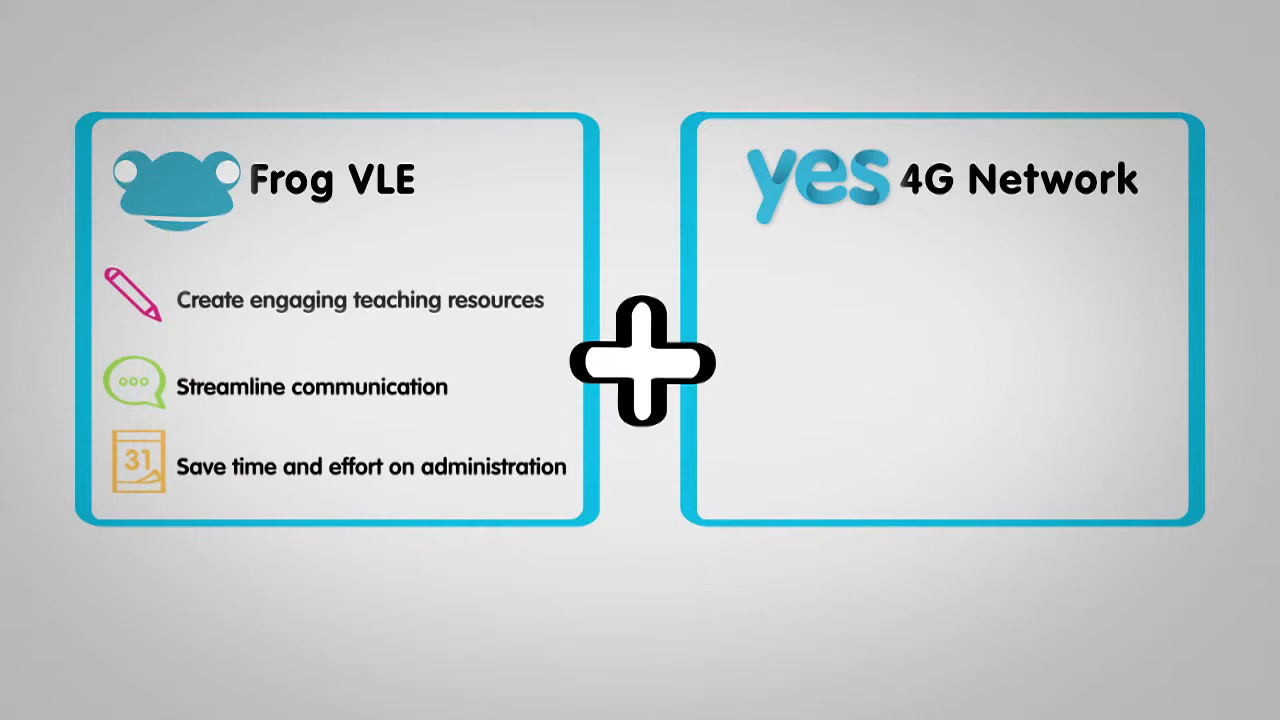 Frog VLE
Create engaging teaching resources
Streamline communication
31
Save time and effort on administration
yes 4G Network